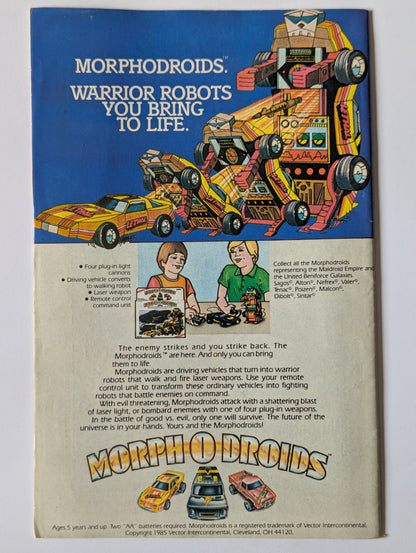 MORPHODROIDS.™
WARRIOR ROBOTS
YOU BRING
TO LIFE.
• Four plug-in light
cannons
• Driving vehicle converts
to walking robot
• Laser weapon
• Remote control
command unit
Collect all the Morphodroids
representing the Maidroid Empire and
the United Beniforce Galaxies.
Sagos©, Alton©, Nefrex©, Valer©,
Tenac©, Poizen©, Malcon©,
Dibolt©, Sintar©
The enemy strikes and you strike back. The
Morphodroids™ are here. And only you can bring
them to life.
Morphodroids are driving vehicles that turn into warrior
robots that walk and fire laser weapons. Use your remote
control unit to transform these ordinary vehicles into fighting
robots that battle enemies on command.
With evil threatening, Morphodroids attack with a shattering blast
of laser light, or bombard enemies with one of four plug-in weapons.
In the battle of good vs. evil, only one will survive. The future of the
universe is in your hands. Yours and the Morphodroids!
MORPH-O-DROIDS™
Ages 5 years and up Two "AA" batteries required. Morphodroids is a registered trademark of Vector Intercontinental,
Copyright 1985 Vector Intercontinental, Cleveland, OH 44120.